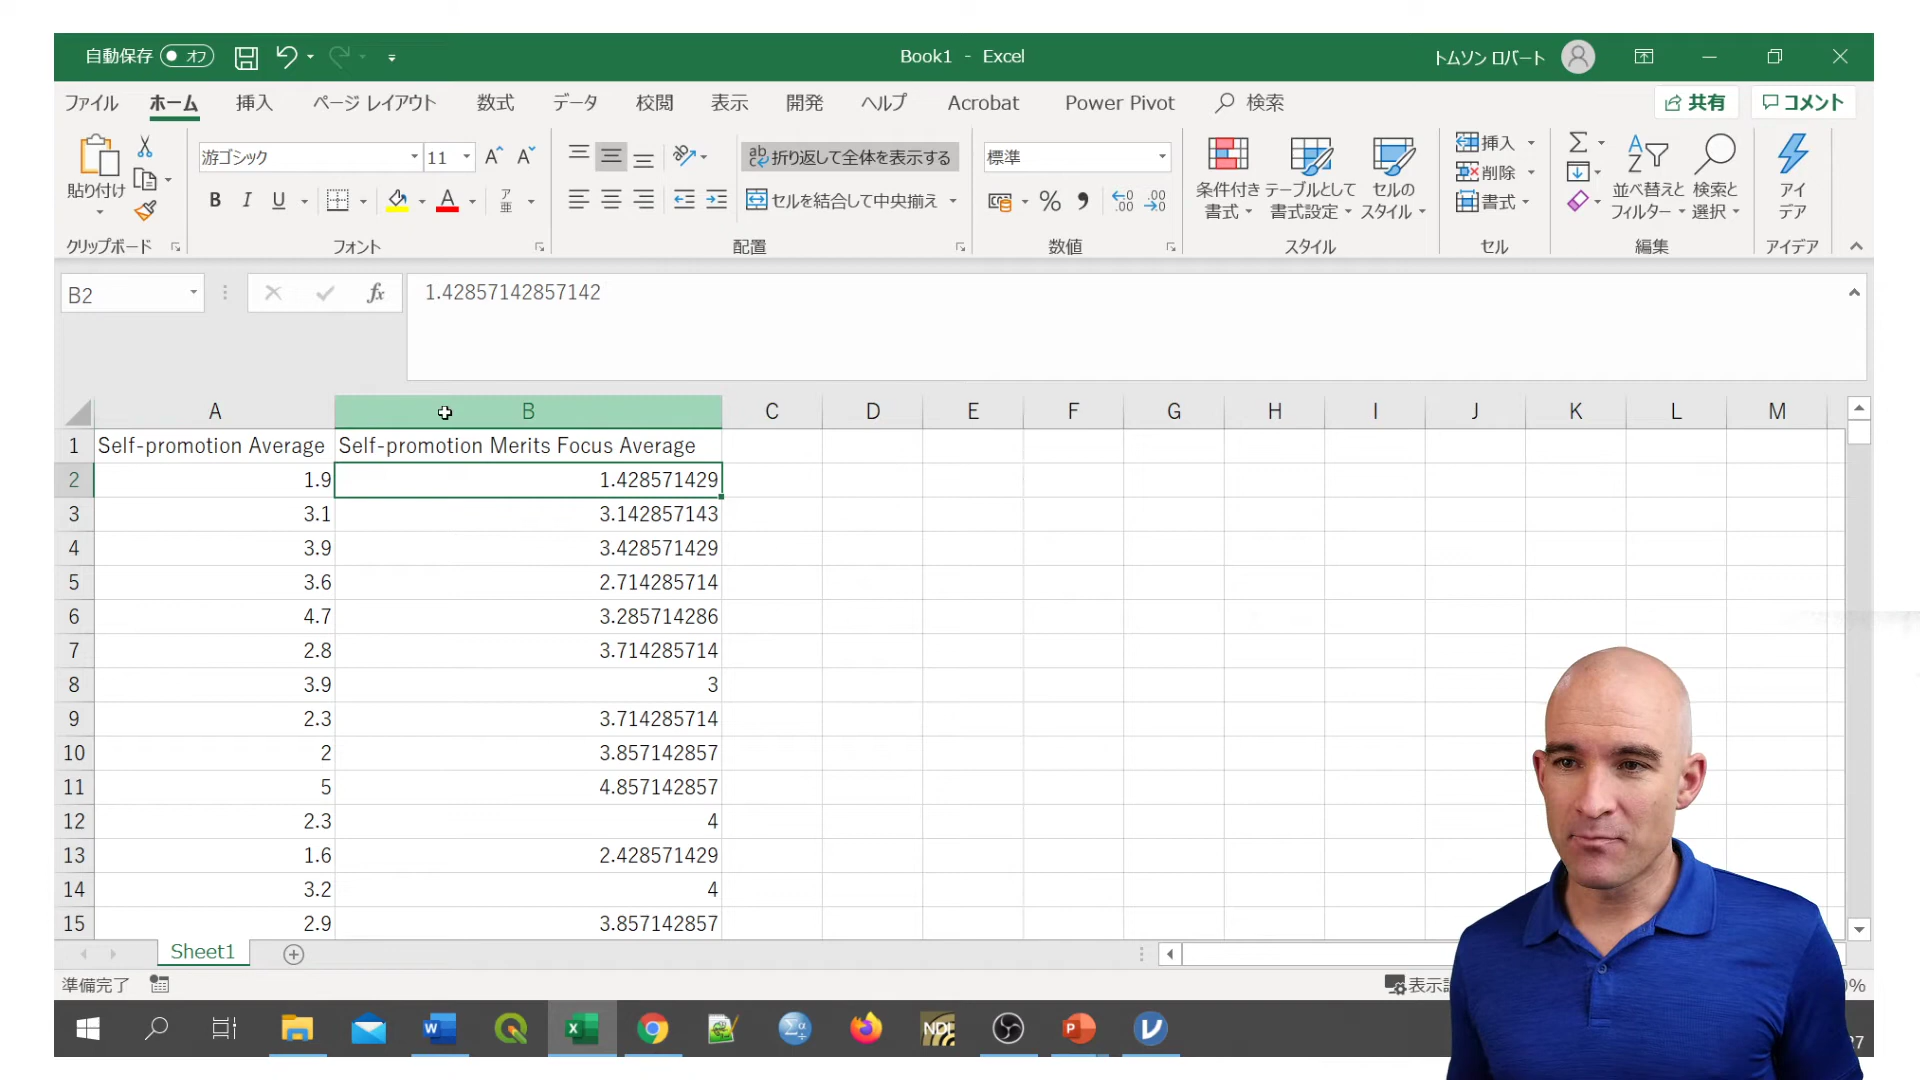 自動保存 オフ
Book1 - Excel
トムソン ロバート
ファイル ホーム 挿入 ページ レイアウト 数式 データ 校閲 表示 開発 ヘルプ Acrobat Power Pivot 検索 共有 コメント
貼り付け
クリップボード
游ゴシック 11
B I U A ア 亜
フォント
折り返して全体を表示する
セルを結合して中央揃え
配置
標準
数値
条件付き 書式
テーブルとして 書式設定
セルの スタイル
スタイル
挿入
削除
書式
セル
並べ替えと フィルター
検索と 選択
編集
アイ デア
アイデア
B2 fx 1.42857142857142
A B C D E F G H I J K L M
1 Self-promotion Average Self-promotion Merits Focus Average
2 1.9 1.428571429
3 3.1 3.142857143
4 3.9 3.428571429
5 3.6 2.714285714
6 4.7 3.285714286
7 2.8 3.714285714
8 3.9 3
9 2.3 3.714285714
10 2 3.857142857
11 5 4.857142857
12 2.3 4
13 1.6 2.428571429
14 3.2 4
15 2.9 3.857142857
Sheet1
準備完了 表示
NDI